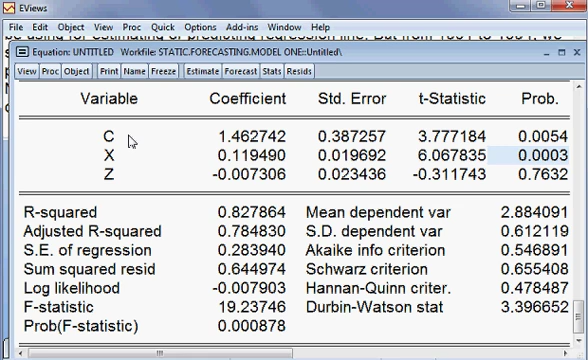 EViews
File Edit Object View Proc Quick Options Add-ins Window Help
Equation: UNTITLED Workfile: STATIC.FORECASTING.MODEL ONE::Untitled\
View Proc Object Print Name Freeze Estimate Forecast Stats Resids
Variable Coefficient Std. Error t-Statistic Prob.
C 1.462742 0.387257 3.777184 0.0054
X 0.119490 0.019692 6.067835 0.0003
Z -0.007306 0.023436 -0.311743 0.7632
R-squared 0.827864 Mean dependent var 2.884091
Adjusted R-squared 0.784830 S.D. dependent var 0.612119
S.E. of regression 0.283940 Akaike info criterion 0.546891
Sum squared resid 0.644974 Schwarz criterion 0.655408
Log likelihood -0.007903 Hannan-Quinn criter. 0.478487
F-statistic 19.23746 Durbin-Watson stat 3.396652
Prob(F-statistic) 0.000878